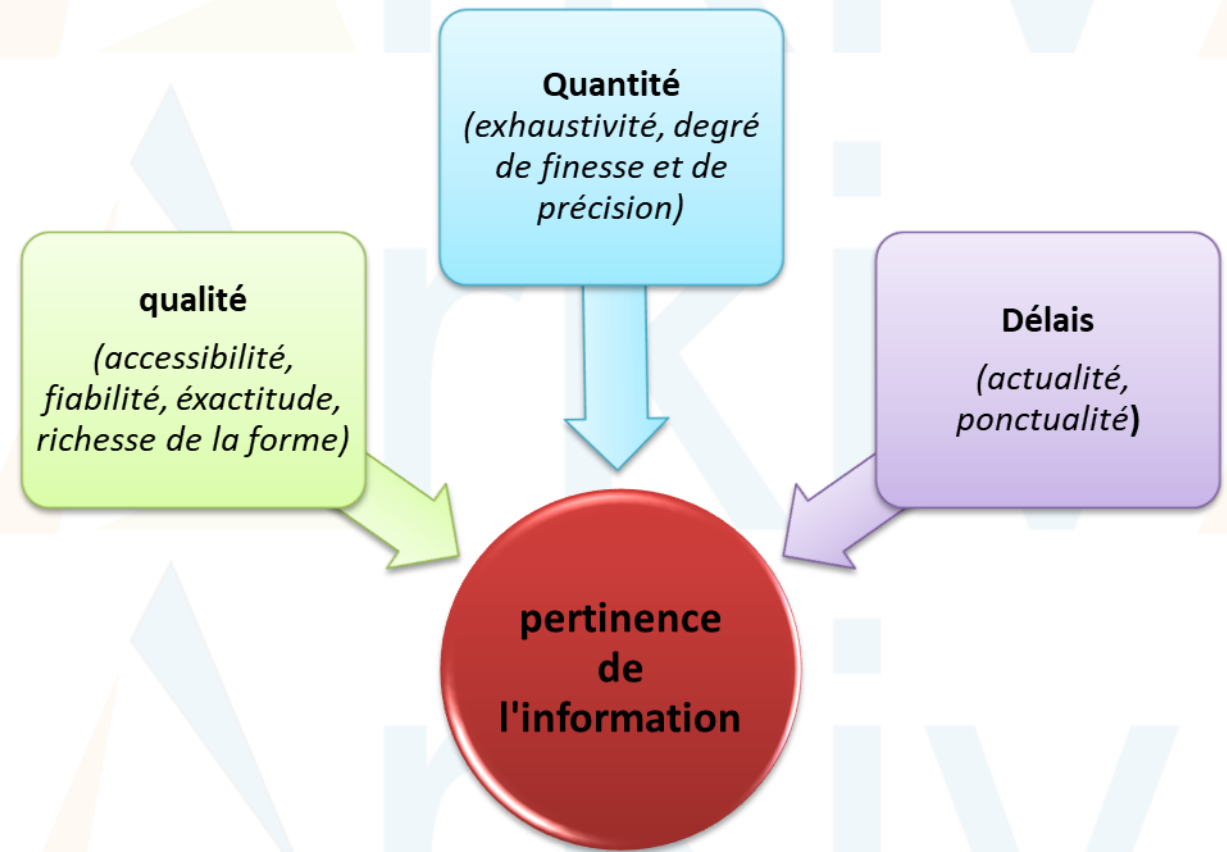 Quantité
(exhaustivité, degré
de finesse et de
précision)
qualité
(accessibilité,
fiabilité, éxactitude,
richesse de la forme)
Délais
(actualité,
ponctualité)
pertinence
de
l'information